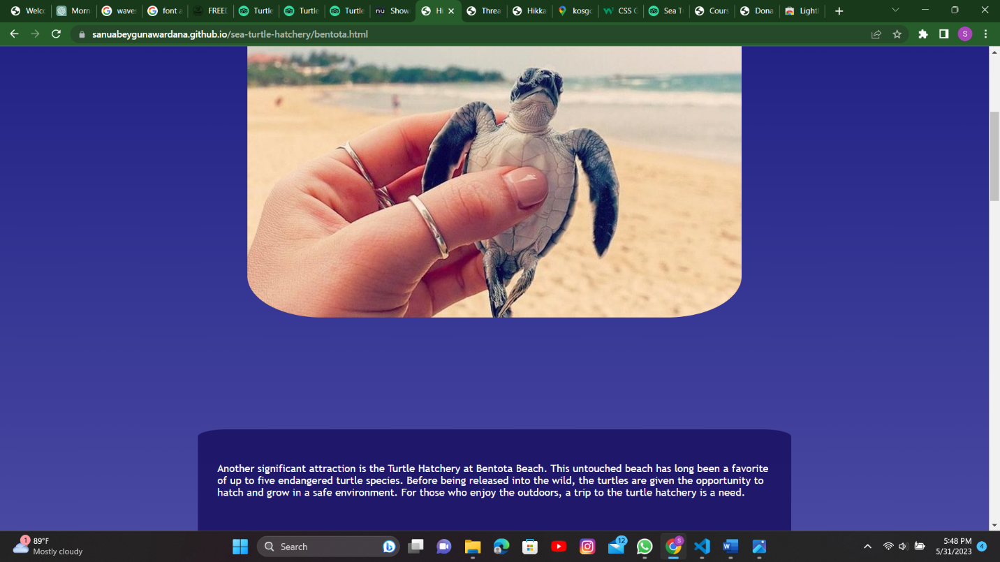 Welco
Morn
wave
font a
FREE
Turtle
Turtle
Turtle
nu
Show
Hi
Threa
Hikka
kosgo
CSS G
Sea T
Cours
Dona
Light
sanuabeygunawardana.github.io/sea-turtle-hatchery/bentota.html
S
Another significant attraction is the Turtle Hatchery at Bentota Beach. This untouched beach has long been a favorite
of up to five endangered turtle species. Before being released into the wild, the turtles are given the opportunity to
hatch and grow in a safe environment. For those who enjoy the outdoors, a trip to the turtle hatchery is a need.
1
89°F
Mostly cloudy
Search
12
S
5:48 PM
5/31/2023
4